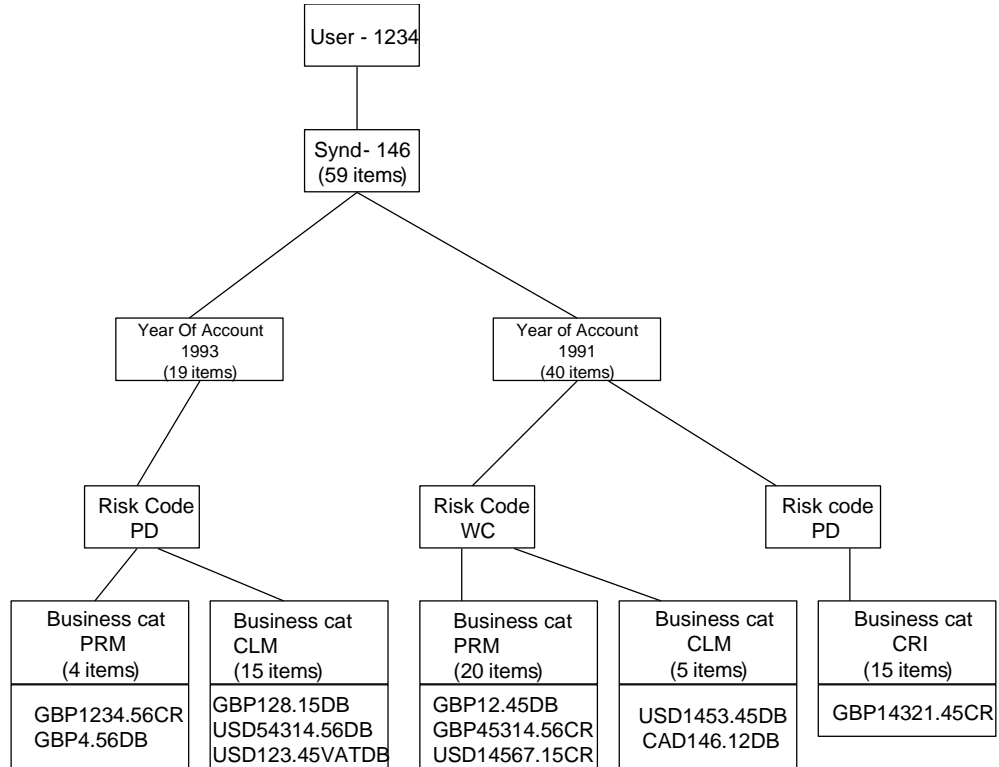 User - 1234
Synd- 146
(59 items)
Year Of Account
1993
(19 items)
Year of Account
1991
(40 items)
Risk Code
PD
Risk Code
WC
Risk code
PD
Business cat
PRM
(4 items)
GBP1234.56CR
GBP4.56DB
Business cat
CLM
(15 items)
GBP128.15DB
USD54314.56DB
USD123.45VATDB
Business cat
PRM
(20 items)
GBP12.45DB
GBP45314.56CR
USD14567.15CR
Business cat
CLM
(5 items)
USD1453.45DB
CAD146.12DB
Business cat
CRI
(15 items)
GBP14321.45CR